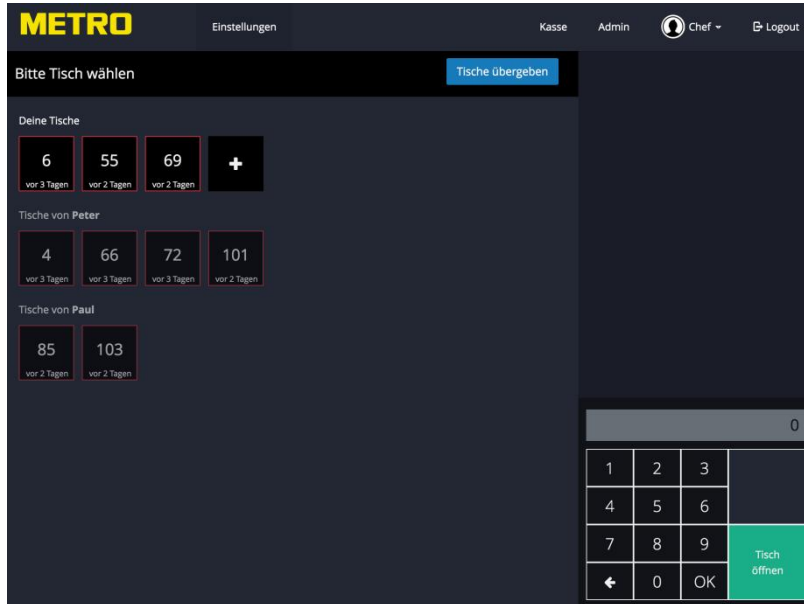 METRO
Einstellungen
Kasse
Admin
Chef
Logout
Bitte Tisch wählen
Tische übergeben
Deine Tische
6
vor 3 Tagen
55
vor 2 Tagen
69
vor 2 Tagen
+
Tische von Peter
4
vor 3 Tagen
66
vor 3 Tagen
72
vor 3 Tagen
101
vor 2 Tagen
Tische von Paul
85
vor 2 Tagen
103
vor 2 Tagen
0
1 2 3
4 5 6
7 8 9
0 OK
Tisch
öffnen